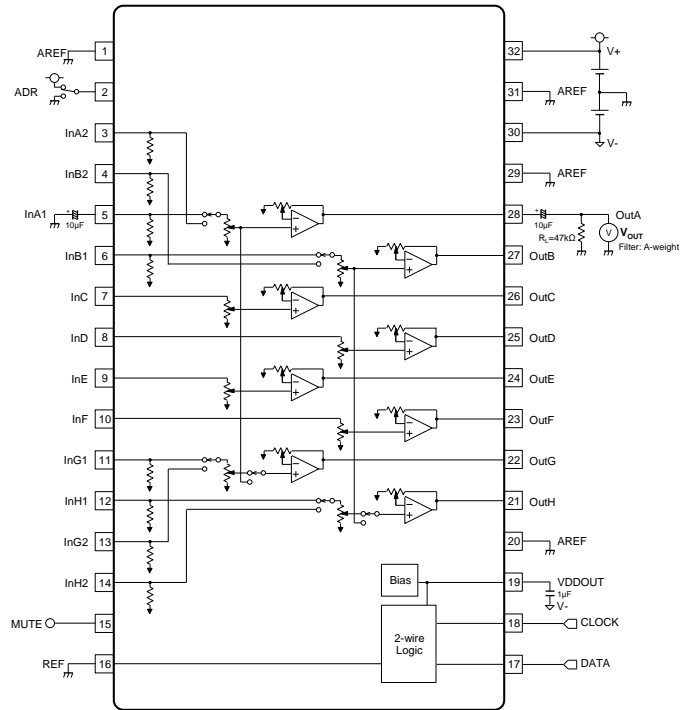 AREF 1
ADR 2
InA2 3
InB2 4
InA1 + 10µF 5
InB1 6
InC 7
InD 8
InE 9
InF 10
InG1 11
InH1 12
InG2 13
InH2 14
MUTE 15
REF 16
− +
− +
− +
− +
− +
− +
− +
− +
Bias
2-wire
Logic
32 V+
31 AREF
30 V-
29 AREF
28 + 10µF OutA
RL=47kΩ V VOUT
Filter: A-weight
27 OutB
26 OutC
25 OutD
24 OutE
23 OutF
22 OutG
21 OutH
20 AREF
19 VDDOUT
1µF
V-
18 CLOCK
17 DATA